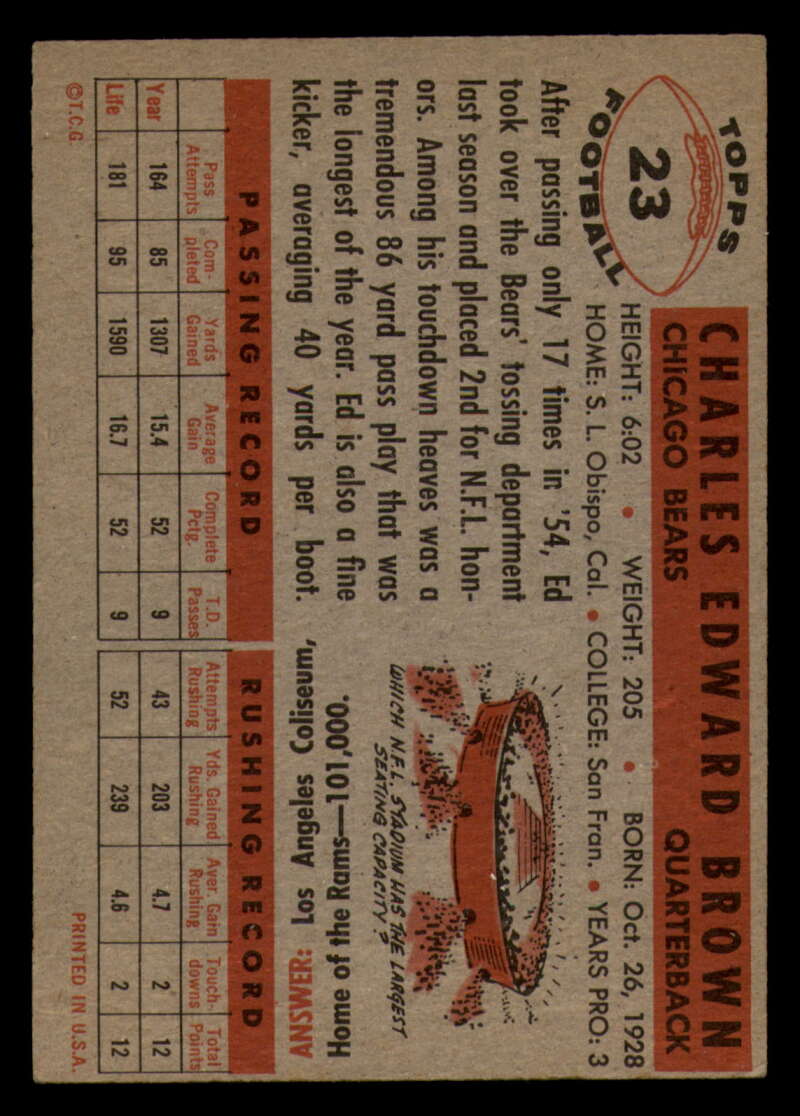 TOPPS
23
FOOTBALL
CHARLES EDWARD BROWN
CHICAGO BEARS QUARTERBACK
HEIGHT: 6:02 • WEIGHT: 205 • BORN: Oct. 26, 1928
HOME: S. L. Obispo, Cal. • COLLEGE: San Fran. • YEARS PRO: 3
After passing only 17 times in '54, Ed
took over the Bears' tossing department
last season and placed 2nd for N.F.L. hon-
ors. Among his touchdown heaves was a
tremendous 86 yard pass play that was
the longest of the year. Ed is also a fine
kicker, averaging 40 yards per boot.
WHICH N.F.L. STADIUM HAS THE LARGEST
SEATING CAPACITY?
ANSWER: Los Angeles Coliseum,
Home of the Rams—101,000.
PASSING RECORD RUSHING RECORD
Pass Attempts Com-pleted Yards Gained Average Gain Complete Pctg. T.D. Passes Attempts Rushing Yds. Gained Rushing Aver. Gain Rushing Touch-downs Total Points
Year 164 85 1307 15.4 52 9 43 203 4.7 2 12
Life 181 95 1590 16.7 52 9 52 239 4.6 2 12
©T.C.G. PRINTED IN U.S.A.